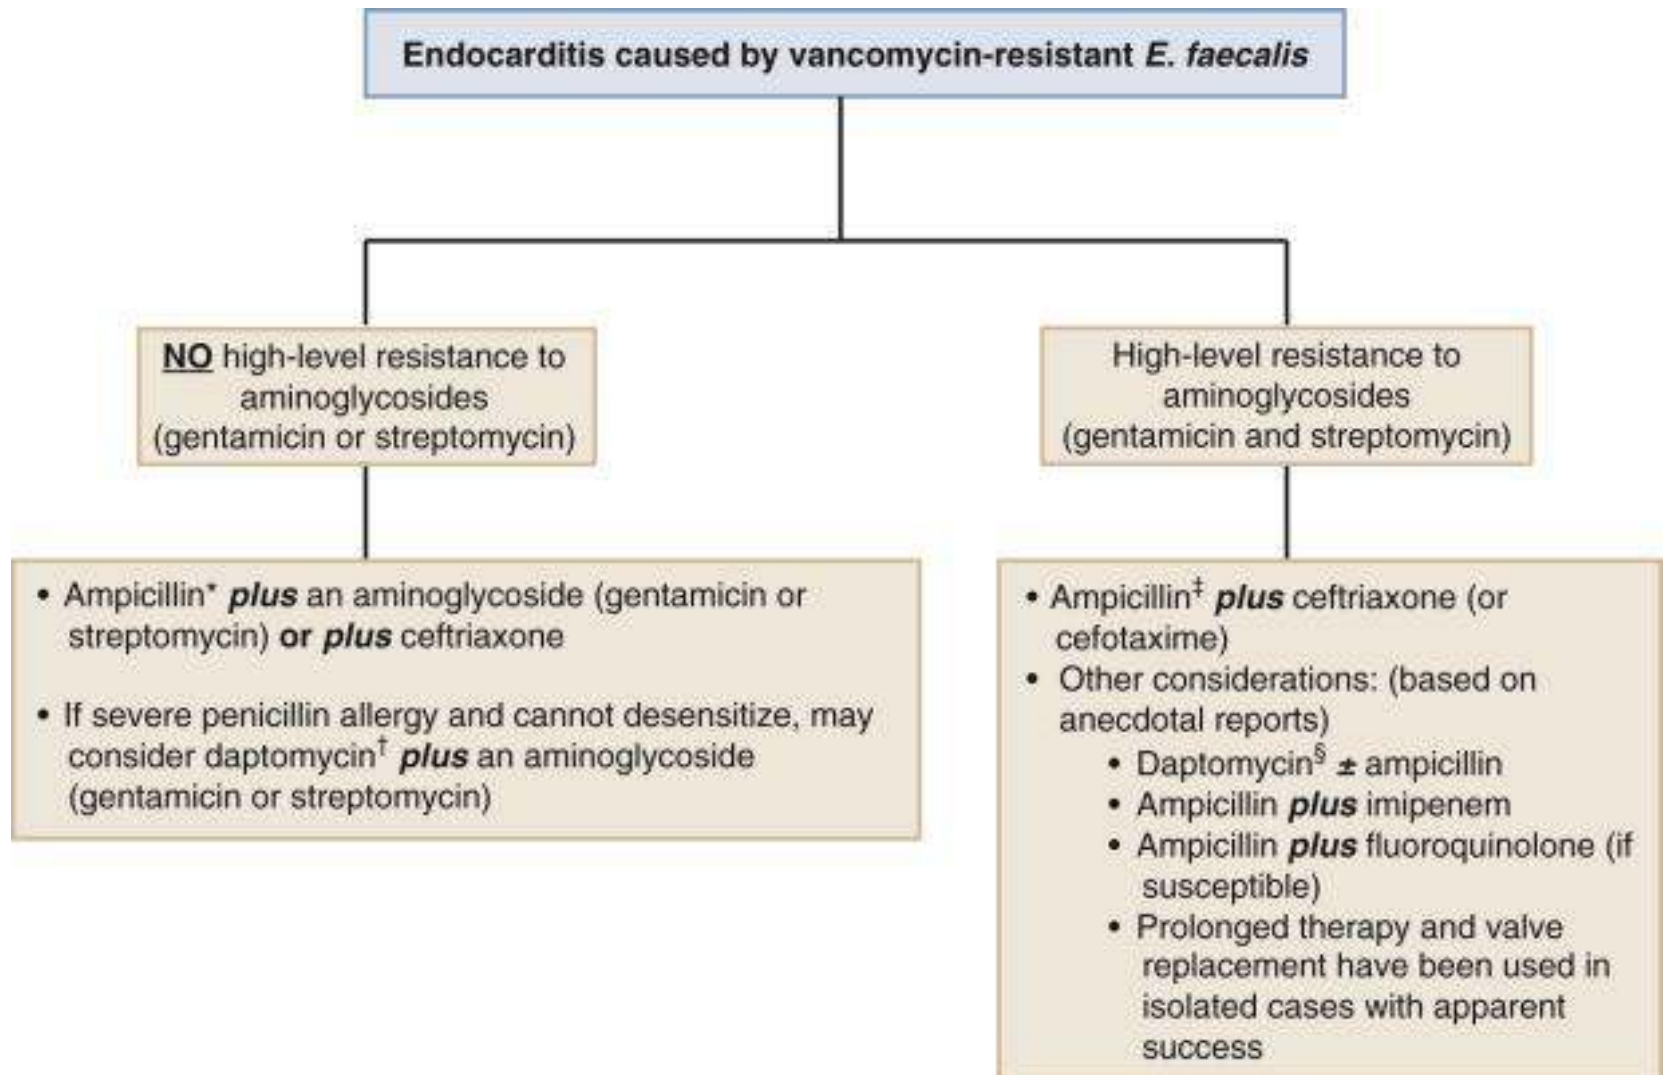 Endocarditis caused by vancomycin-resistant E. faecalis
NO high-level resistance to
aminoglycosides
(gentamicin or streptomycin)
High-level resistance to
aminoglycosides
(gentamicin and streptomycin)
• Ampicillin* plus an aminoglycoside (gentamicin or
streptomycin) or plus ceftriaxone
• If severe penicillin allergy and cannot desensitize, may
consider daptomycin† plus an aminoglycoside
(gentamicin or streptomycin)
• Ampicillin‡ plus ceftriaxone (or
cefotaxime)
• Other considerations: (based on
anecdotal reports)
• Daptomycin§ ± ampicillin
• Ampicillin plus imipenem
• Ampicillin plus fluoroquinolone (if
susceptible)
• Prolonged therapy and valve
replacement have been used in
isolated cases with apparent
success